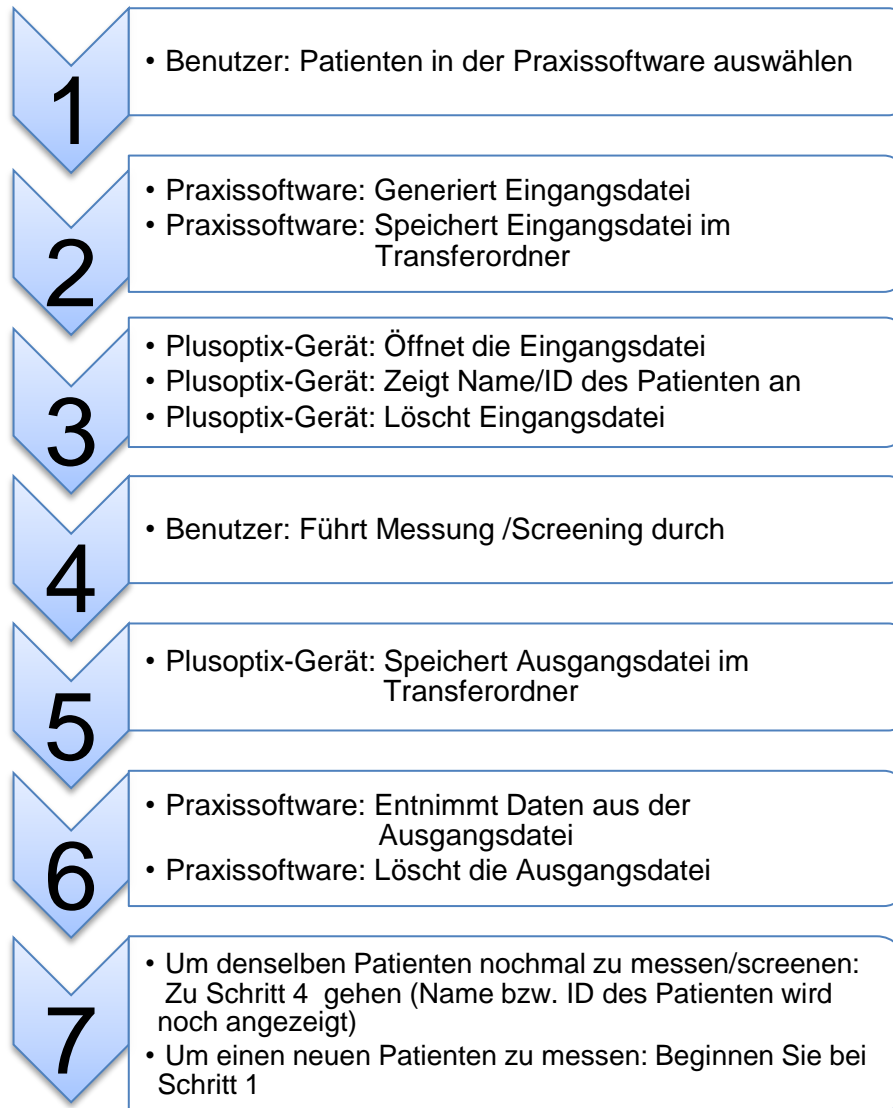 1
• Benutzer: Patienten in der Praxissoftware auswählen
2
• Praxissoftware: Generiert Eingangsdatei
• Praxissoftware: Speichert Eingangsdatei im
Transferordner
3
• Plusoptix-Gerät: Öffnet die Eingangsdatei
• Plusoptix-Gerät: Zeigt Name/ID des Patienten an
• Plusoptix-Gerät: Löscht Eingangsdatei
4
• Benutzer: Führt Messung /Screening durch
5
• Plusoptix-Gerät: Speichert Ausgangsdatei im
Transferordner
6
• Praxissoftware: Entnimmt Daten aus der
Ausgangsdatei
• Praxissoftware: Löscht die Ausgangsdatei
7
• Um denselben Patienten nochmal zu messen/screenen:
Zu Schritt 4 gehen (Name bzw. ID des Patienten wird
noch angezeigt)
• Um einen neuen Patienten zu messen: Beginnen Sie bei
Schritt 1